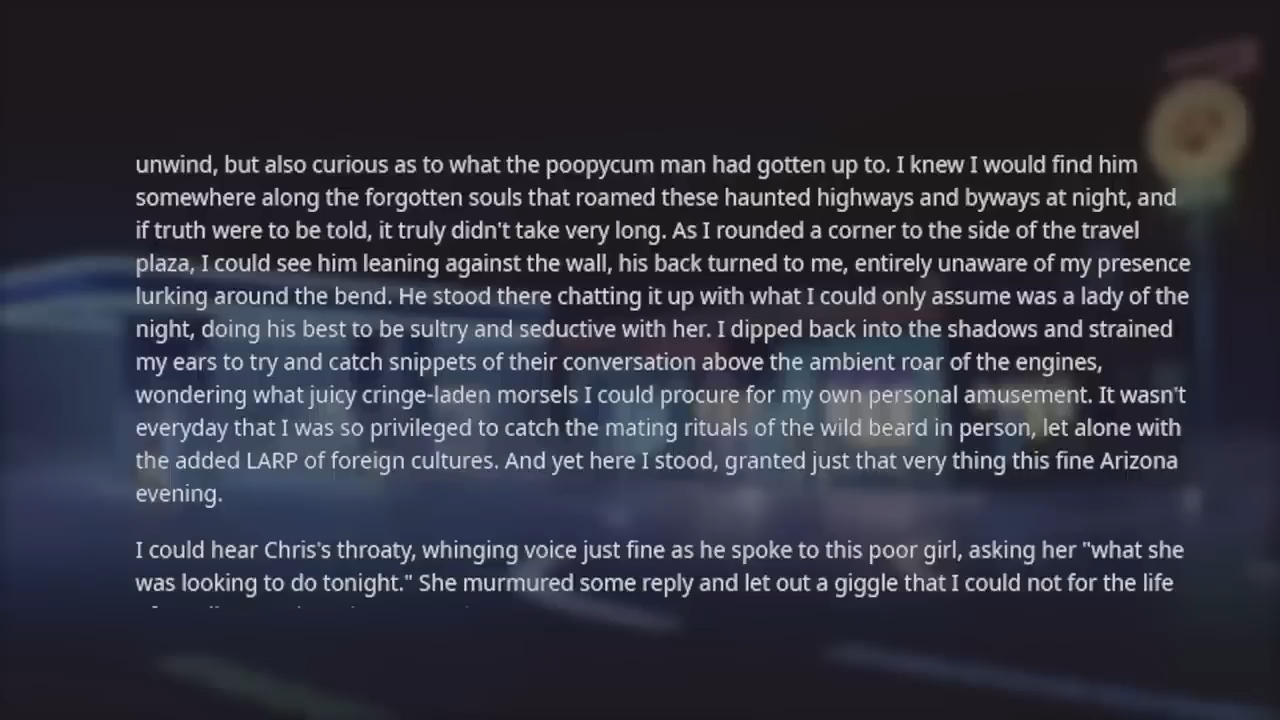 unwind, but also curious as to what the poopycum man had gotten up to. I knew I would find him
somewhere along the forgotten souls that roamed these haunted highways and byways at night, and
if truth were to be told, it truly didn't take very long. As I rounded a corner to the side of the travel
plaza, I could see him leaning against the wall, his back turned to me, entirely unaware of my presence
lurking around the bend. He stood there chatting it up with what I could only assume was a lady of the
night, doing his best to be sultry and seductive with her. I dipped back into the shadows and strained
my ears to try and catch snippets of their conversation above the ambient roar of the engines,
wondering what juicy cringe-laden morsels I could procure for my own personal amusement. It wasn't
everyday that I was so privileged to catch the mating rituals of the wild beard in person, let alone with
the added LARP of foreign cultures. And yet here I stood, granted just that very thing this fine Arizona
evening.
I could hear Chris's throaty, whinging voice just fine as he spoke to this poor girl, asking her "what she
was looking to do tonight." She murmured some reply and let out a giggle that I could not for the life